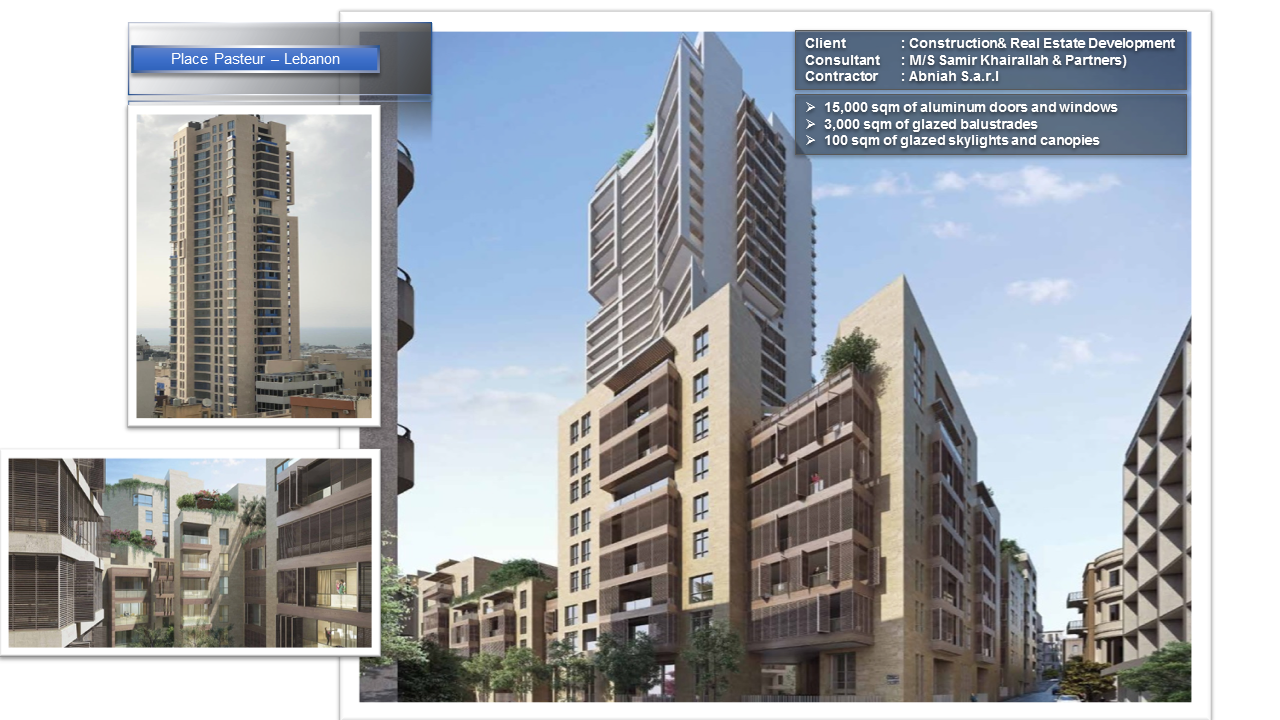 Place Pasteur – Lebanon
Client : Construction& Real Estate Development
Consultant : M/S Samir Khairallah & Partners)
Contractor : Abniah S.a.r.l
➢ 15,000 sqm of aluminum doors and windows
➢ 3,000 sqm of glazed balustrades
➢ 100 sqm of glazed skylights and canopies